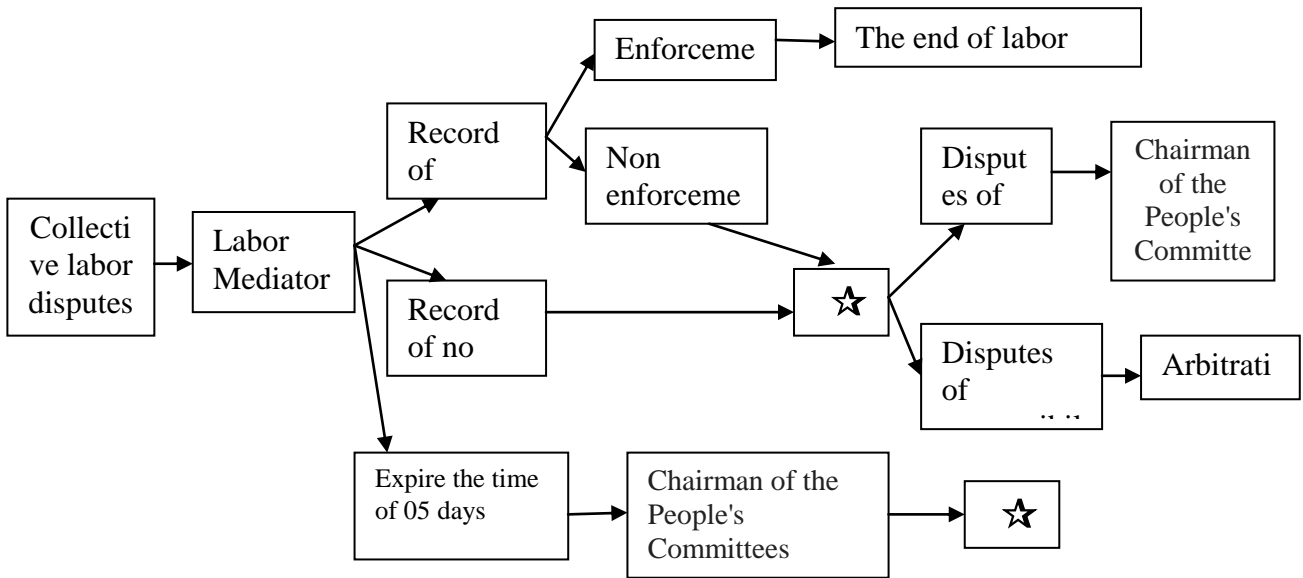 Enforceme
The end of labor
Record
of
Non
enforceme
Disput
es of
Chairman
of the
People's
Committe
Collecti
ve labor
disputes
Labor
Mediator
Record
of no
Disputes
of
Arbitrati
Expire the time
of 05 days
Chairman of the
People's
Committees